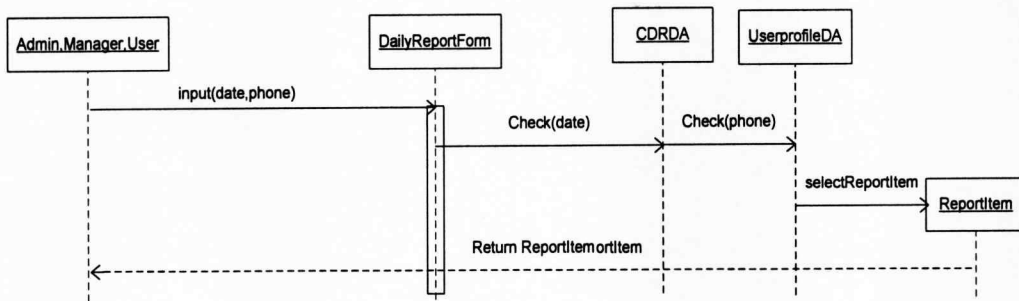 Admin,Manager,User
DailyReportForm
CDRDA
UserprofileDA
input(date,phone)
Check(date)
Check(phone)
selectReportItem
ReportItem
Return ReportItemortItem